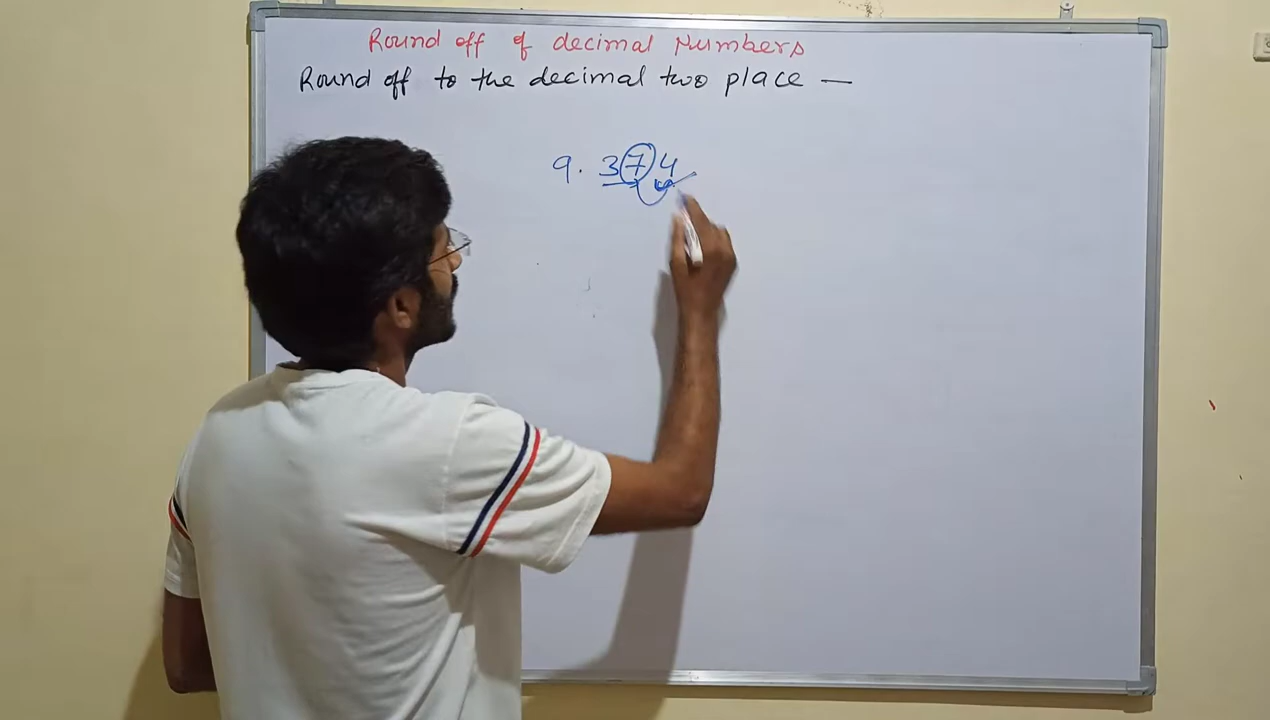 Round off of decimal Numbers
Round off to the decimal two place —
9.374